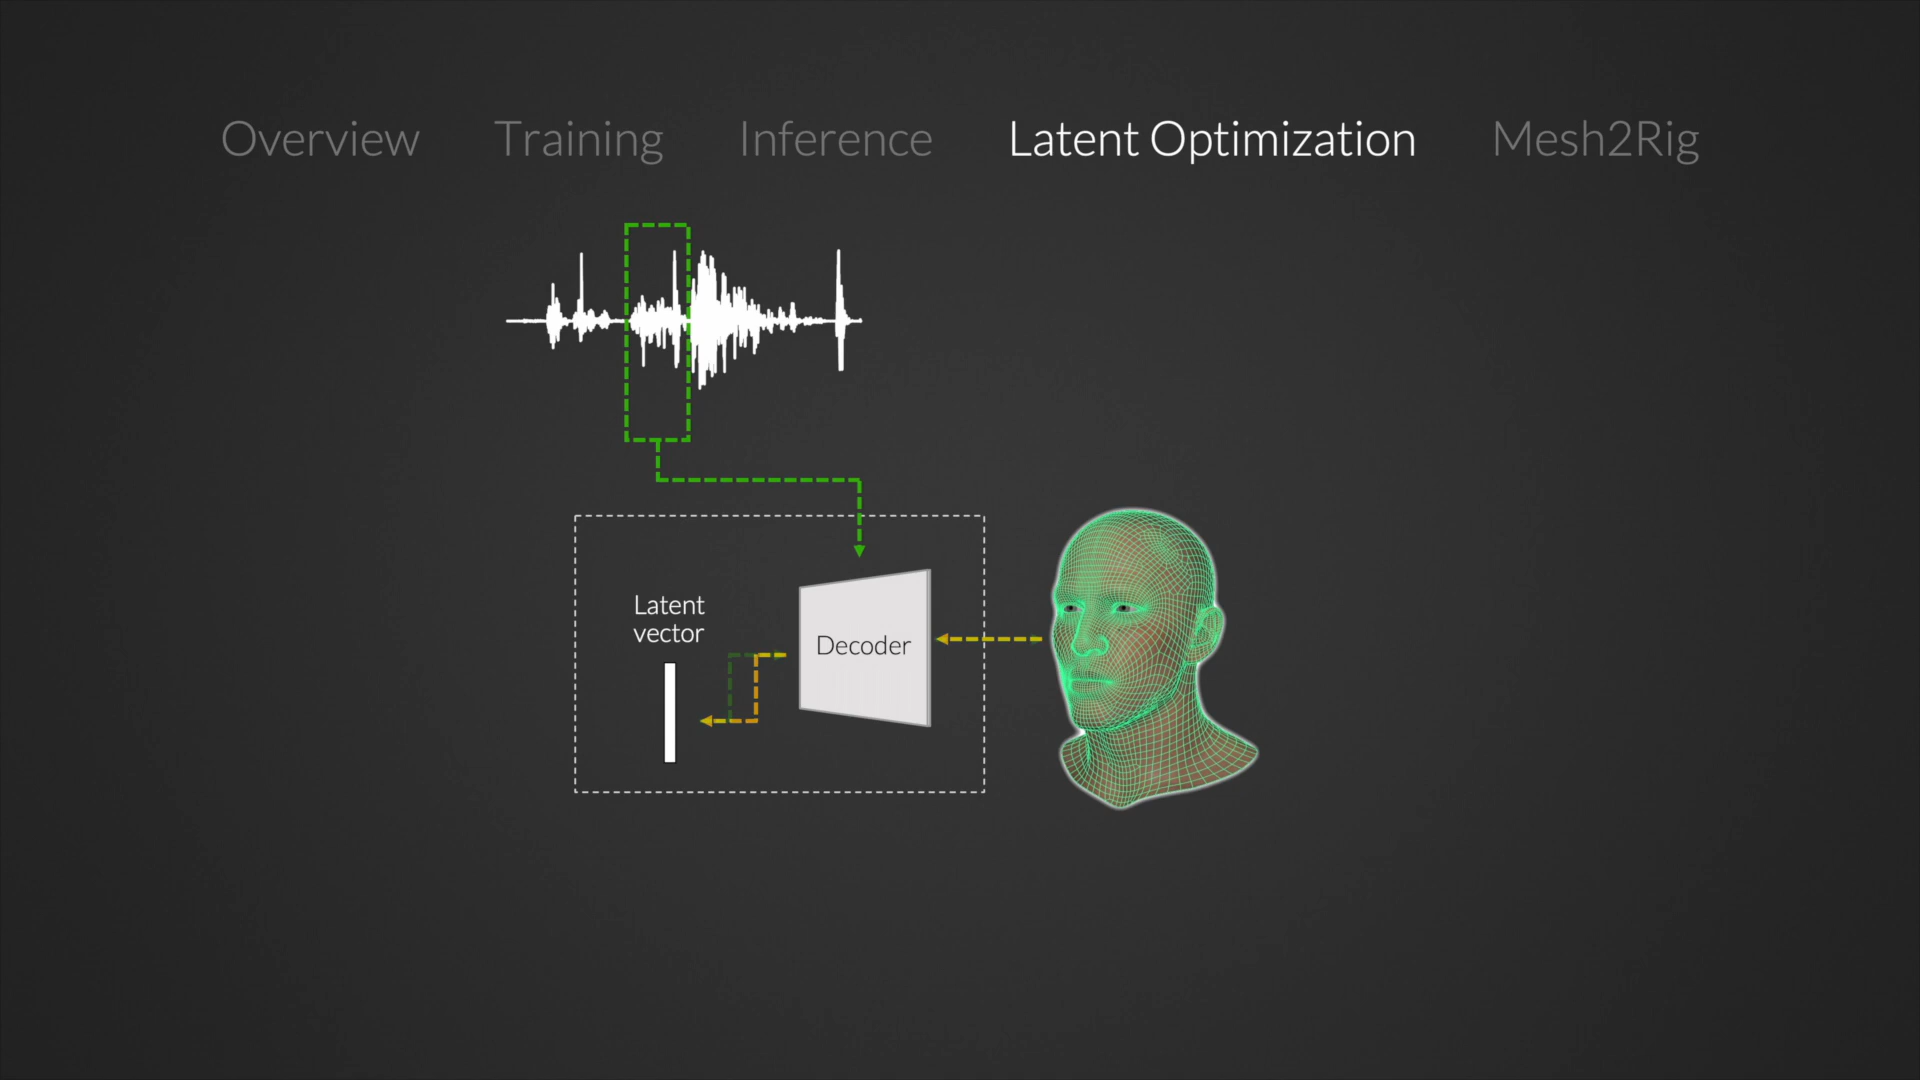 Overview Training Inference Latent Optimization Mesh2Rig
Latent
vector
Decoder